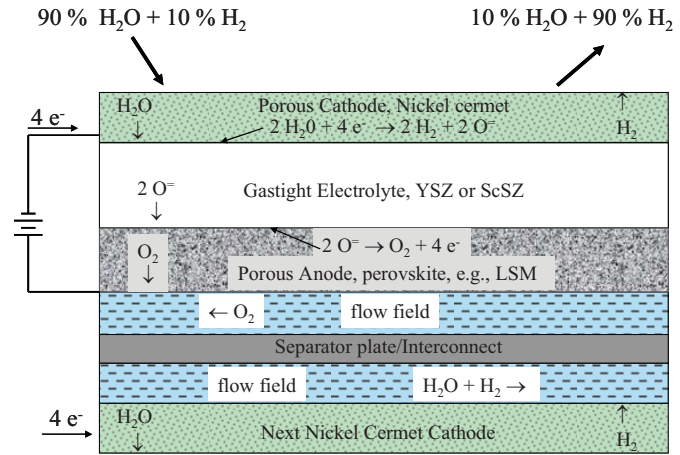 90 % H₂O + 10 % H₂
10 % H₂O + 90 % H₂
H₂O
↓
Porous Cathode, Nickel cermet
↑
H₂
4 e⁻
2 H₂0 + 4 e⁻ → 2 H₂ + 2 O⁼
Gastight Electrolyte, YSZ or ScSZ
2 O⁼
↓
2 O⁼ → O₂ + 4 e⁻
O₂
↓
Porous Anode, perovskite, e.g., LSM
← O₂
flow field
Separator plate/Interconnect
flow field
H₂O + H₂ →
4 e⁻
H₂O
↓
Next Nickel Cermet Cathode
↑
H₂